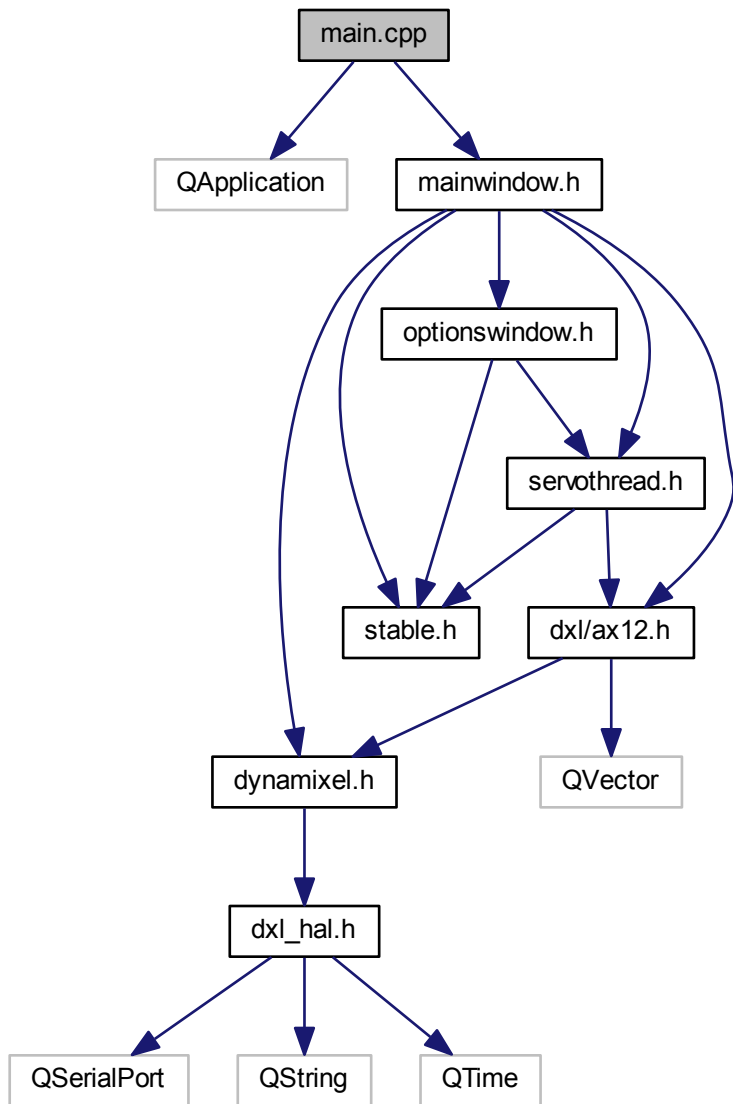 main.cpp
QApplication
mainwindow.h
optionswindow.h
servothread.h
stable.h
dxl/ax12.h
dynamixel.h
QVector
dxl_hal.h
QSerialPort
QString
QTime